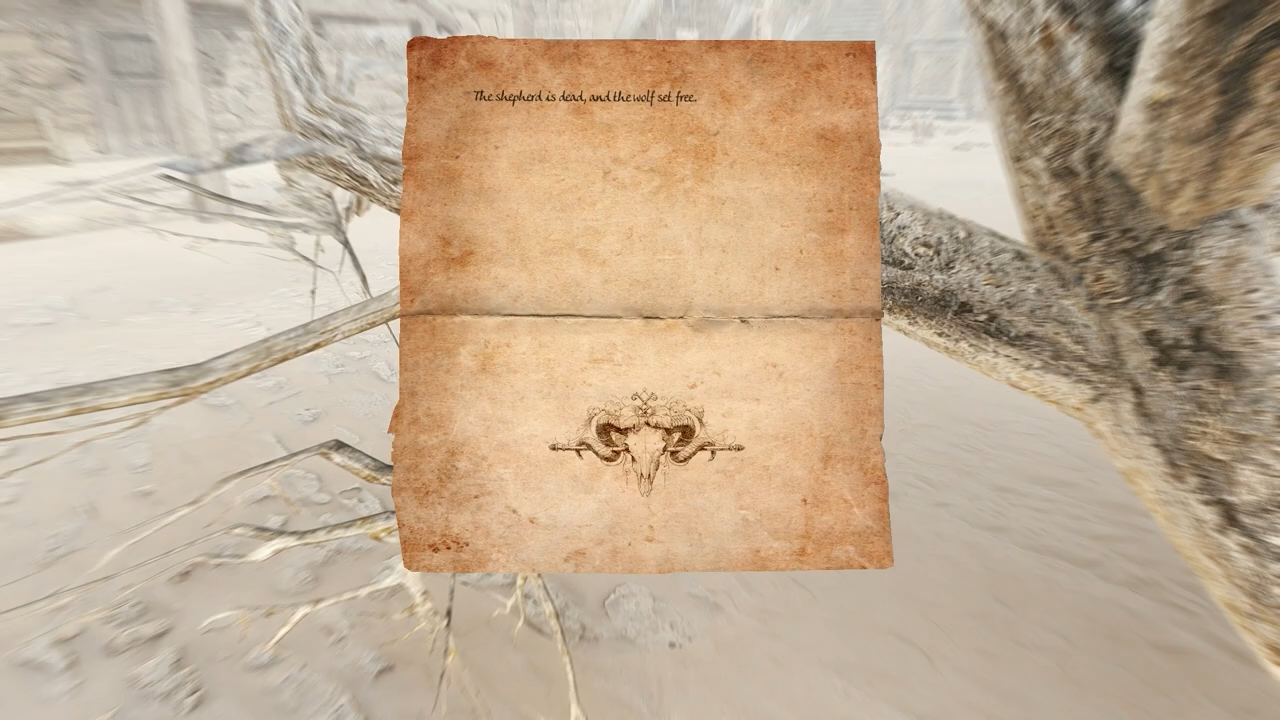 The shepherd is dead, and the wolf set free.